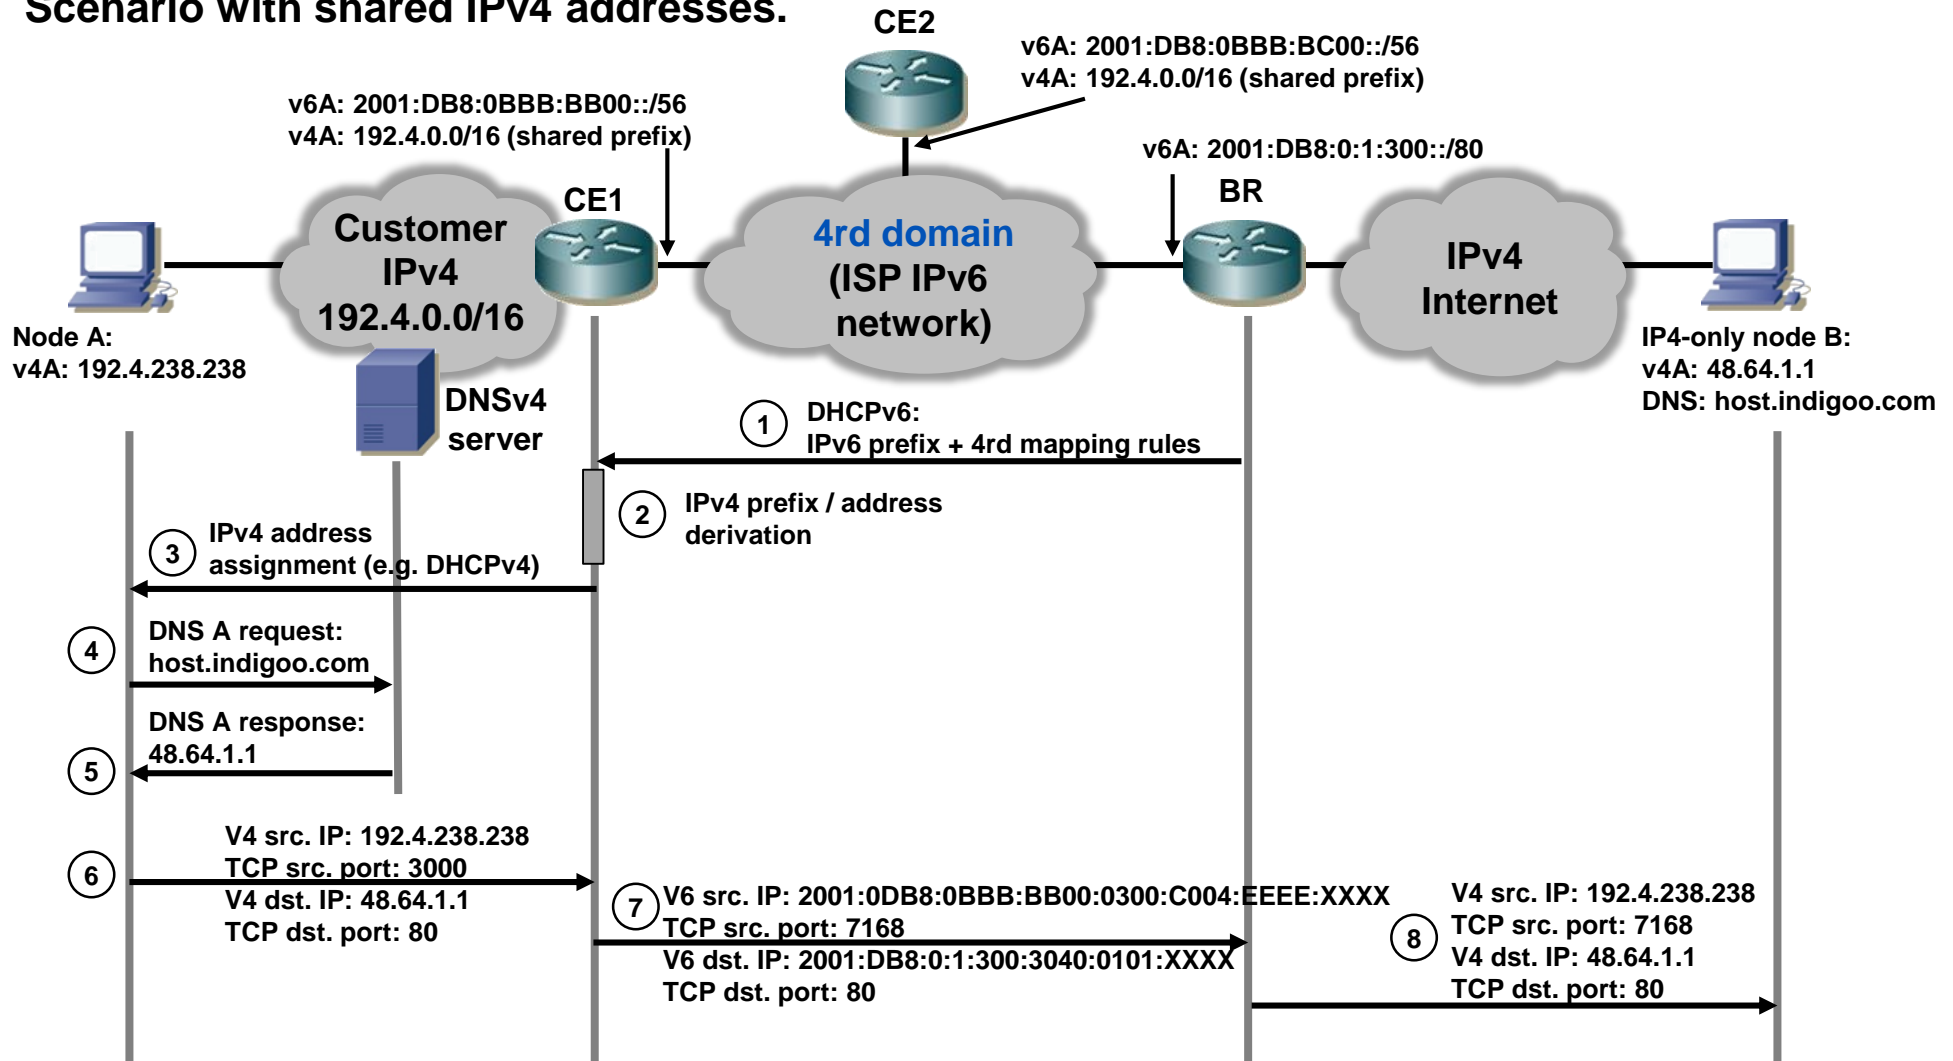 Scenario with shared IPv4 addresses.
CE2
v6A: 2001:DB8:0BBB:BC00::/56
v4A: 192.4.0.0/16 (shared prefix)
v6A: 2001:DB8:0BBB:BB00::/56
v4A: 192.4.0.0/16 (shared prefix)
v6A: 2001:DB8:0:1:300::/80
CE1
BR
Customer
IPv4
192.4.0.0/16
4rd domain
(ISP IPv6
network)
IPv4
Internet
Node A:
v4A: 192.4.238.238
IP4-only node B:
v4A: 48.64.1.1
DNS: host.indigoo.com
DNSv4
server
1
DHCPv6:
IPv6 prefix + 4rd mapping rules
2
IPv4 prefix / address
derivation
3
IPv4 address
assignment (e.g. DHCPv4)
4
DNS A request:
host.indigoo.com
5
DNS A response:
48.64.1.1
6
V4 src. IP: 192.4.238.238
TCP src. port: 3000
V4 dst. IP: 48.64.1.1
TCP dst. port: 80
7
V6 src. IP: 2001:0DB8:0BBB:BB00:0300:C004:EEEE:XXXX
TCP src. port: 7168
V6 dst. IP: 2001:DB8:0:1:300:3040:0101:XXXX
TCP dst. port: 80
8
V4 src. IP: 192.4.238.238
TCP src. port: 7168
V4 dst. IP: 48.64.1.1
TCP dst. port: 80